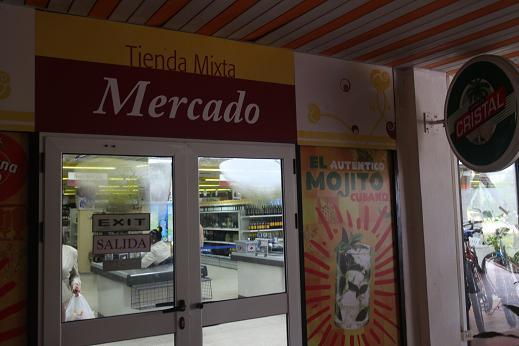 Tienda Mixta
Mercado
CRISTAL
EL AUTENTICO
MOJITO
CUBANO
EXIT
SALIDA